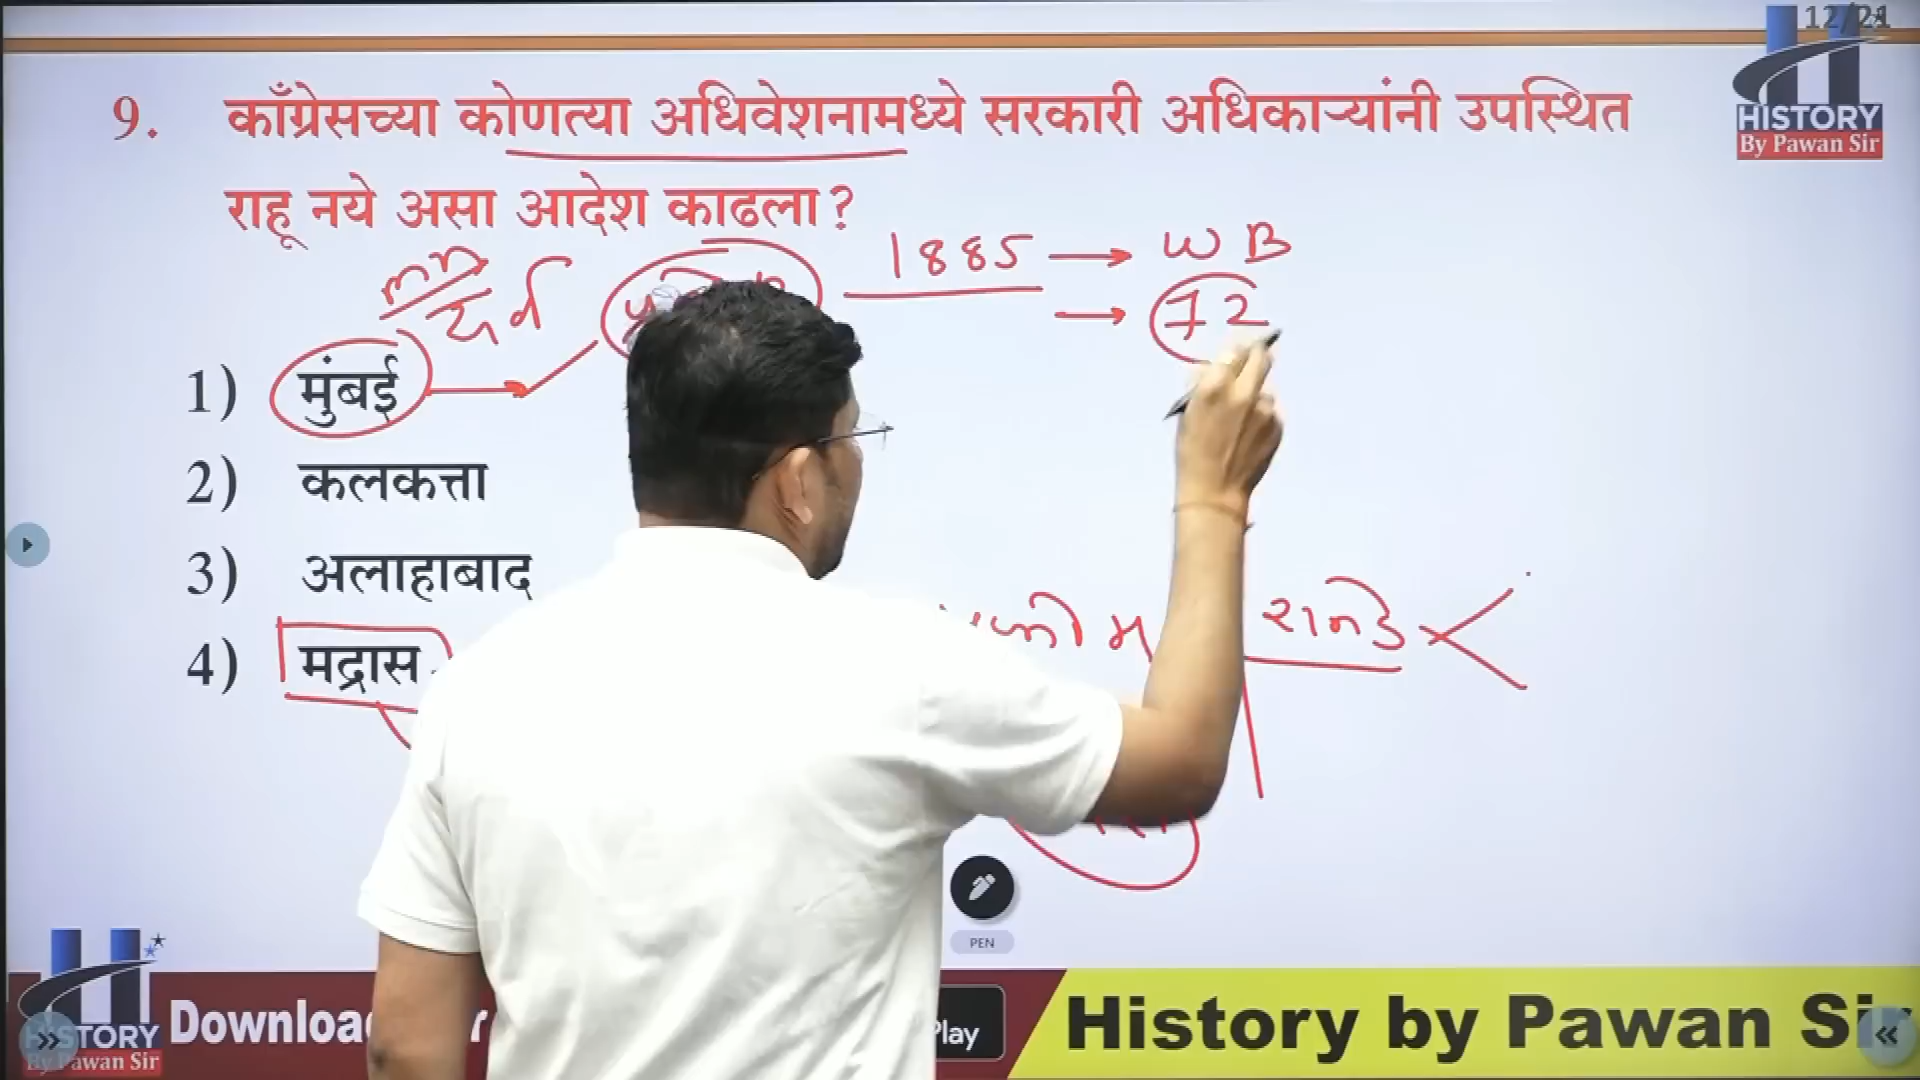 12/21
HISTORY
By Pawan Sir
9. काँग्रेसच्या कोणत्या अधिवेशनामध्ये सरकारी अधिकाऱ्यांनी उपस्थित
राहू नये असा आदेश काढला?
1885 → W B
→ 72
1) मुंबई
2) कलकत्ता
3) अलाहाबाद
4) मद्रास
रानडे
PEN
HISTORY
By Pawan Sir
Download
Play
History by Pawan Sir